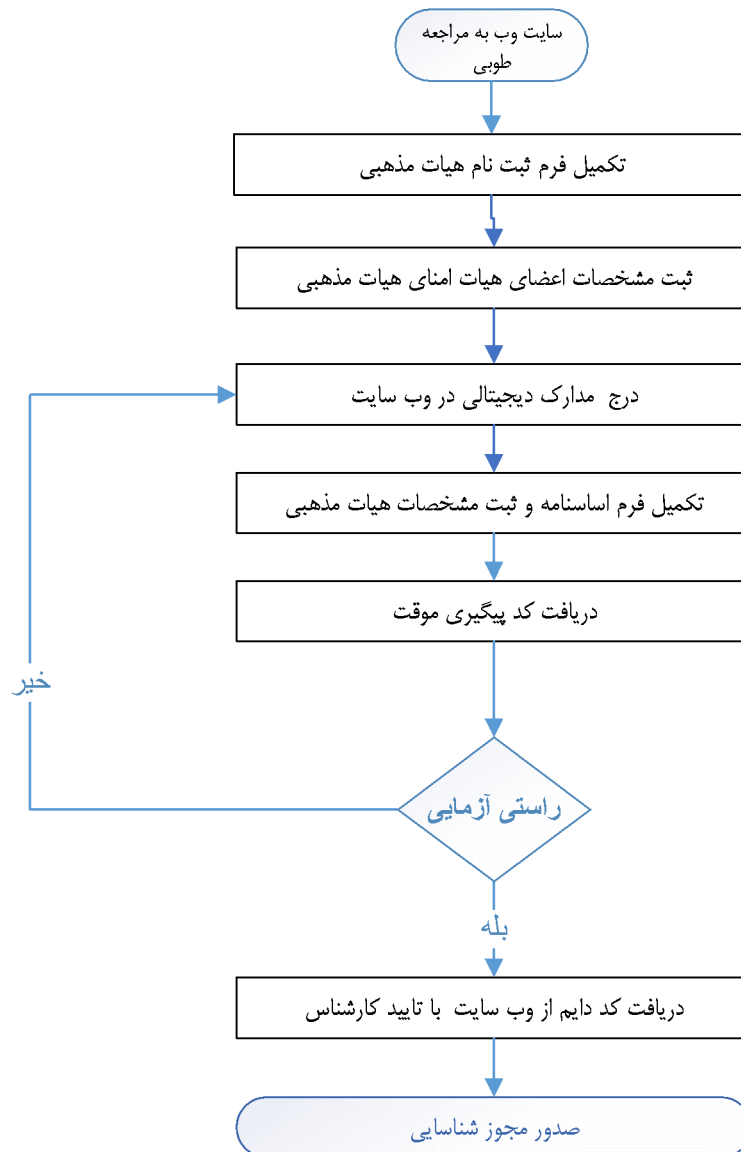 سایت وب به مراجعه
طوبی
تکمیل فرم ثبت نام هیات مذهبی
ثبت مشخصات اعضای هیات امنای هیات مذهبی
درج مدارک دیجیتالی در وب سایت
تکمیل فرم اساسنامه و ثبت مشخصات هیات مذهبی
دریافت کد پیگیری موقت
خیر
راستی آزمایی
بله
دریافت کد دایم از وب سایت با تایید کارشناس
صدور مجوز شناسایی